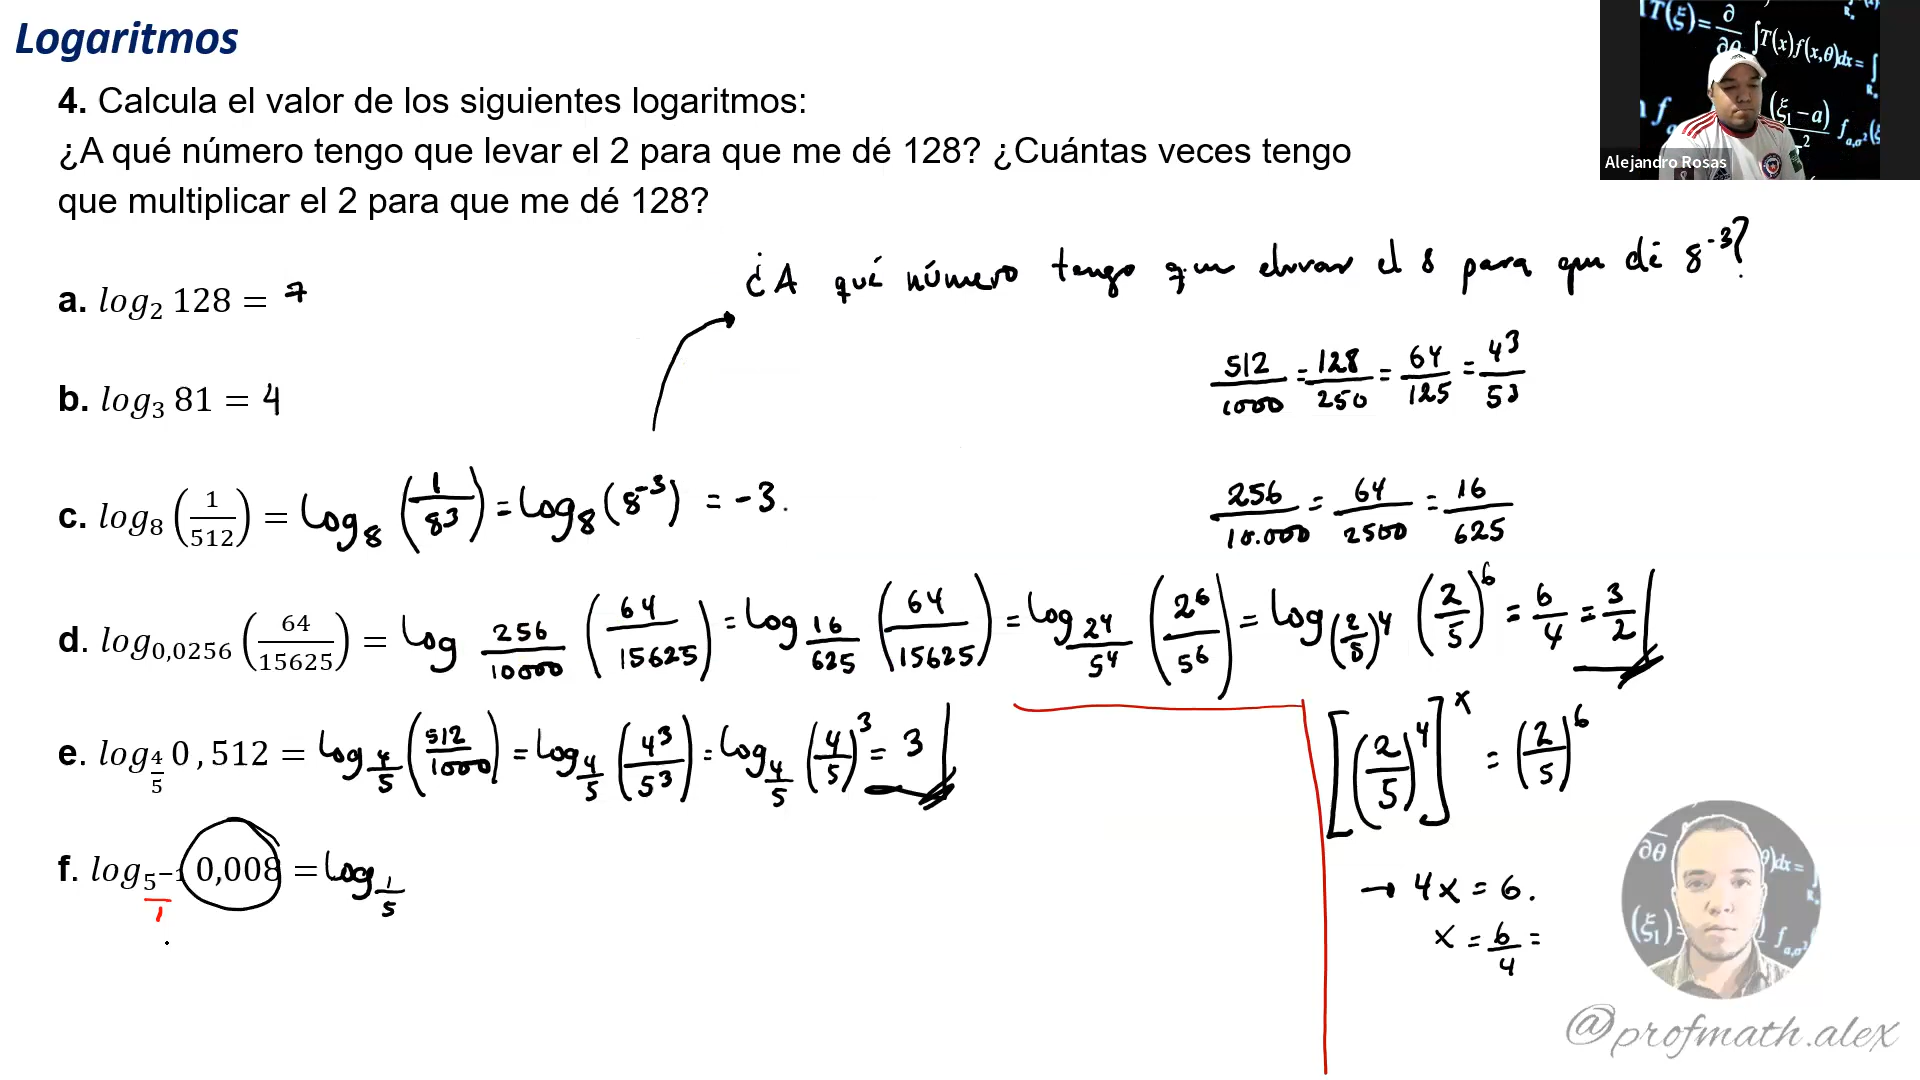 Logaritmos
4. Calcula el valor de los siguientes logaritmos:
¿A qué número tengo que levar el 2 para que me dé 128? ¿Cuántas veces tengo
que multiplicar el 2 para que me dé 128?
Alejandro Rosas
¿A qué número tengo que elevar el 8 para que dé 8⁻³?
a. log₂ 128 = 7
512/1000 = 128/250 = 64/125 = 4³/5³
b. log₃ 81 = 4
c. log₈ (1/512) = log₈ (1/8³) = log₈ (8⁻³) = -3.
256/10.000 = 64/2500 = 16/625
d. log₀,₀₂₅₆ (64/15625) = log 256/10000 (64/15625) = log 16/625 (64/15625) = log 2⁴/5⁴ (2⁶/5⁶) = log (2/5)⁴ (2/5)⁶ = 6/4 = 3/2
e. log 4/5 0,512 = log 4/5 (512/1000) = log 4/5 (4³/5³) = log 4/5 (4/5)³ = 3
[(2/5)⁴]ˣ = (2/5)⁶
f. log 5⁻ 0,008 = log 1/5
1
→ 4x = 6.
x = 6/4 =
@profmath.alex